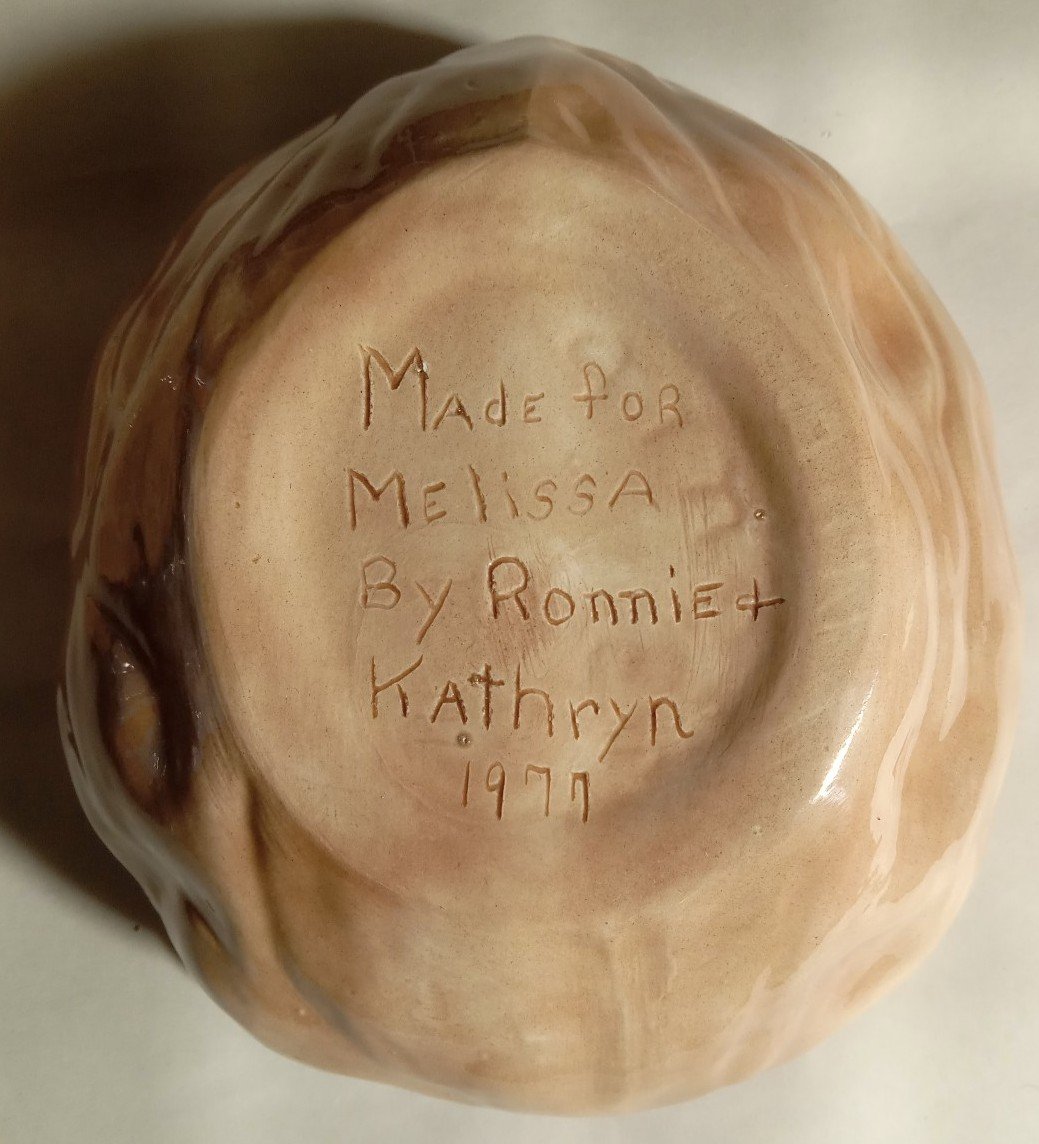 MAdE foR
MElissA
By RonniE +
KAthryn
1977